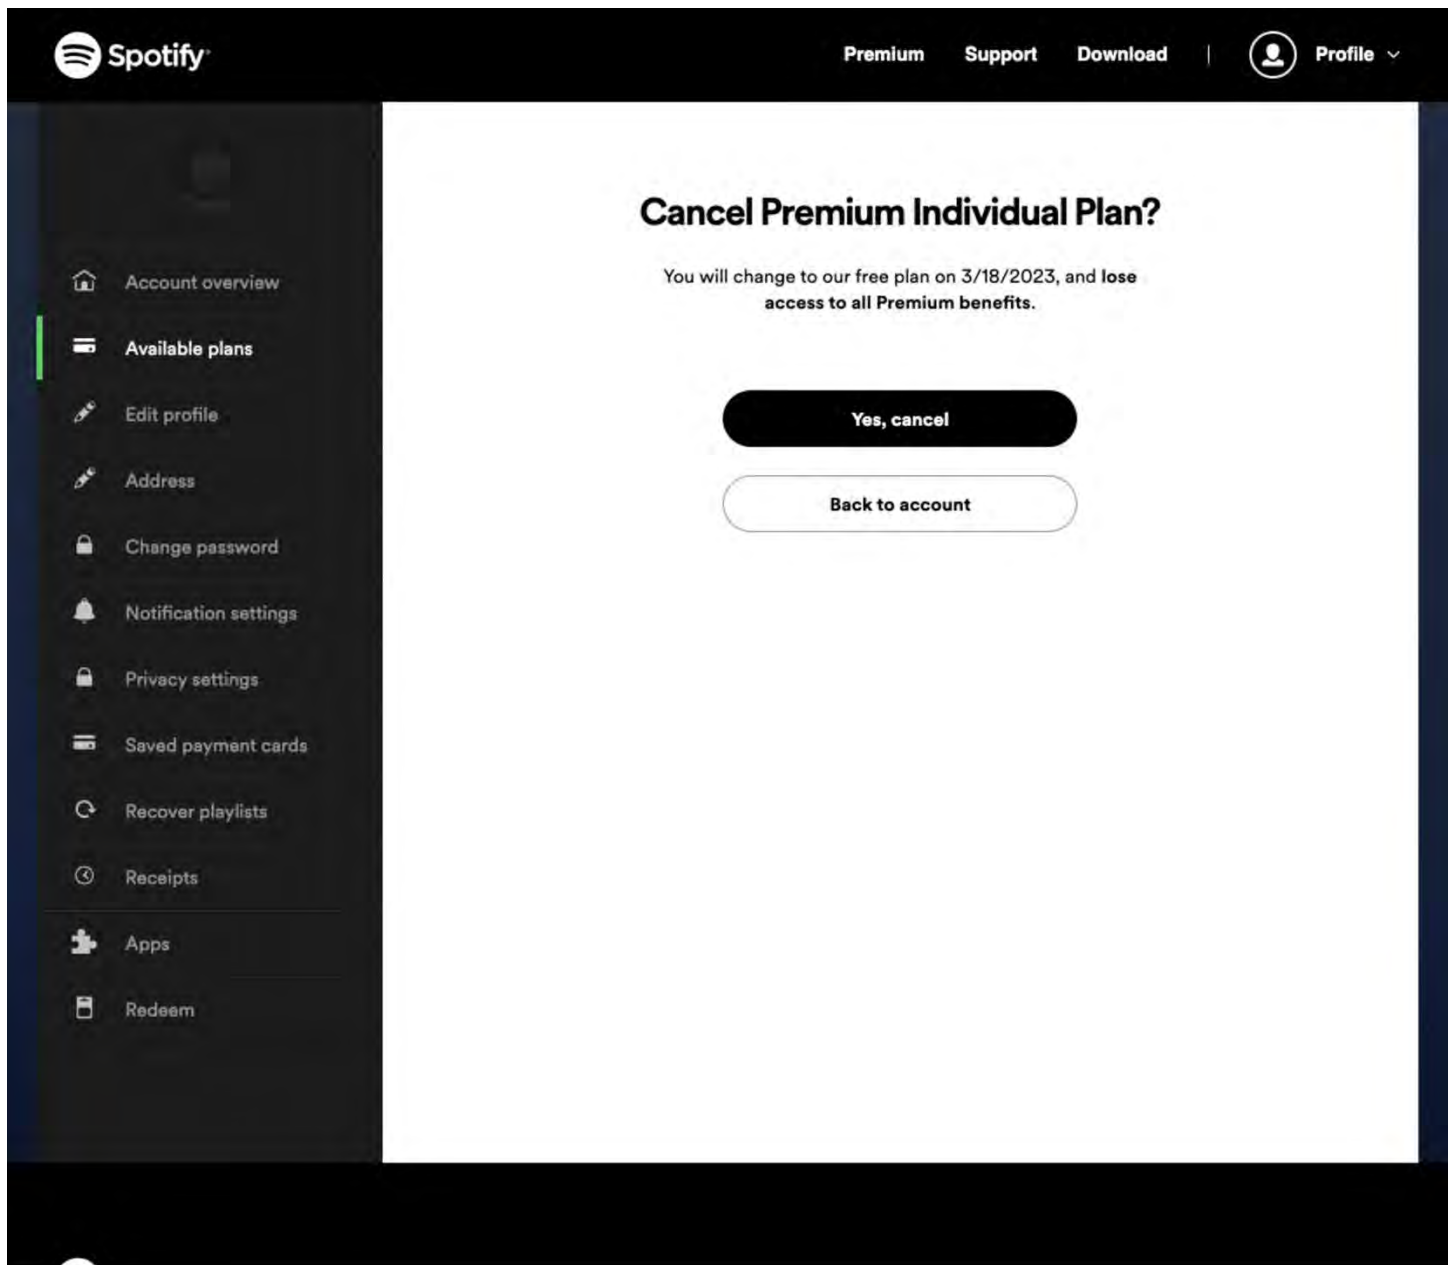 Spotify
Premium Support Download | Profile
Account overview
Available plans
Edit profile
Address
Change password
Notification settings
Privacy settings
Saved payment cards
Recover playlists
Receipts
Apps
Redeem
Cancel Premium Individual Plan?
You will change to our free plan on 3/18/2023, and lose
access to all Premium benefits.
Yes, cancel
Back to account